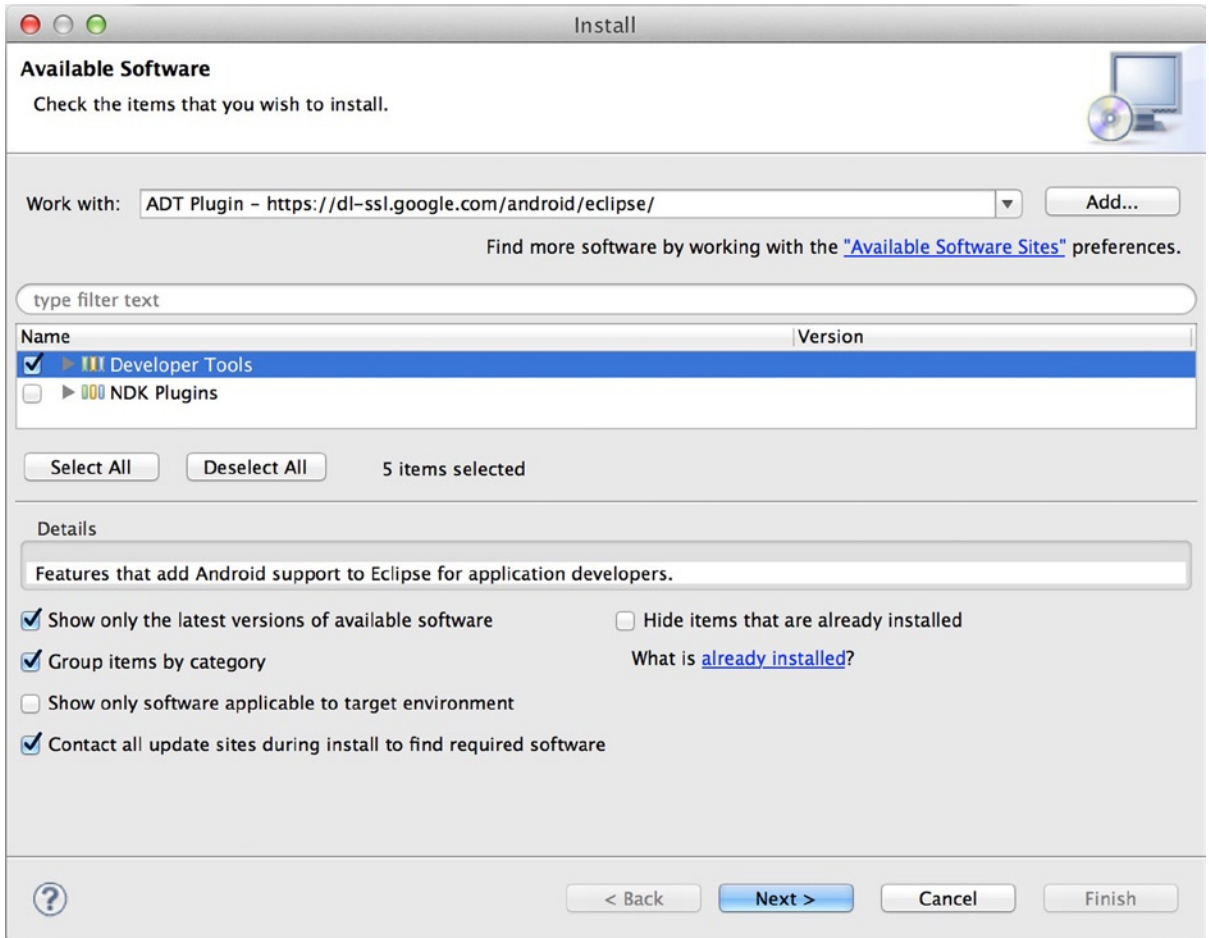 Install
Available Software
Check the items that you wish to install.
Work with: ADT Plugin – https://dl-ssl.google.com/android/eclipse/ Add...
Find more software by working with the "Available Software Sites" preferences.
type filter text
Name Version
Developer Tools
NDK Plugins
Select All Deselect All 5 items selected
Details
Features that add Android support to Eclipse for application developers.
Show only the latest versions of available software Hide items that are already installed
Group items by category What is already installed?
Show only software applicable to target environment
Contact all update sites during install to find required software
? < Back Next > Cancel Finish